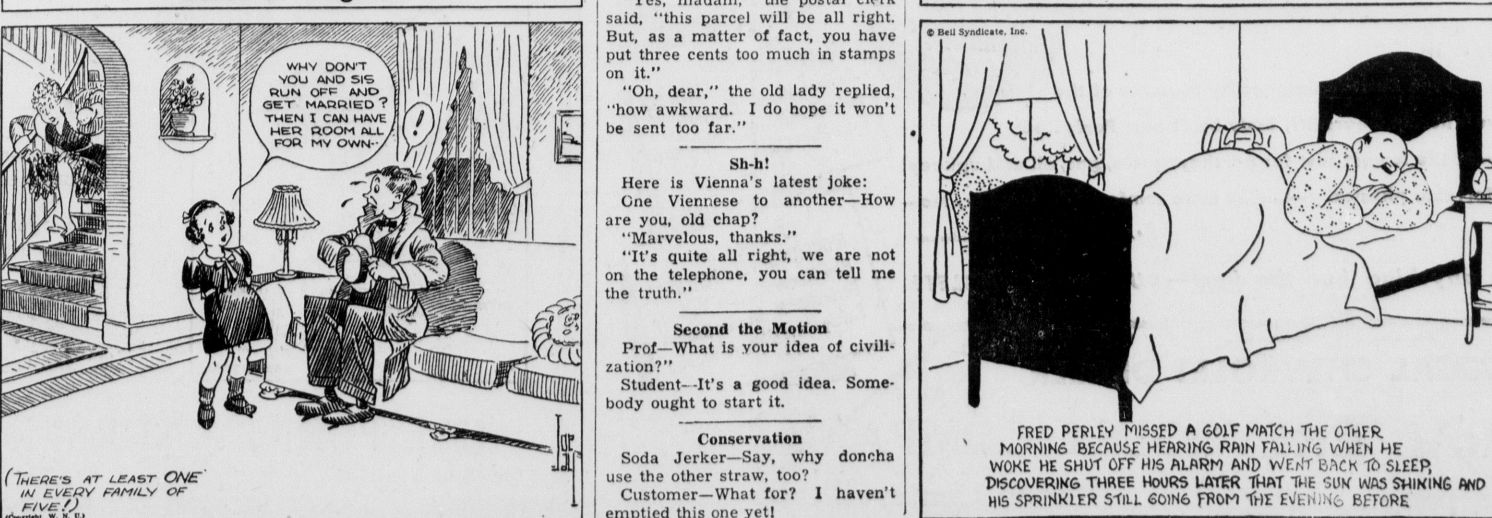 WHY DON'T
YOU AND SIS
RUN OFF AND
GET MARRIED?
THEN I CAN HAVE
HER ROOM ALL
FOR MY OWN--
!
(THERE'S AT LEAST ONE
IN EVERY FAMILY OF
FIVE!)
(Copyright, W. N. U.)
"Yes, madam," the postal clerk
said, "this parcel will be all right.
But, as a matter of fact, you have
put three cents too much in stamps
on it."
"Oh, dear," the old lady replied,
"how awkward. I do hope it won't
be sent too far."
Sh-h!
Here is Vienna's latest joke:
One Viennese to another—How
are you, old chap?
"Marvelous, thanks."
"It's quite all right, we are not
on the telephone, you can tell me
the truth."
Second the Motion
Prof—What is your idea of civili-
zation?"
Student—It's a good idea. Some-
body ought to start it.
Conservation
Soda Jerker—Say, why doncha
use the other straw, too?
Customer—What for? I haven't
emptied this one yet!
© Bell Syndicate, Inc.
FRED PERLEY MISSED A GOLF MATCH THE OTHER
MORNING BECAUSE HEARING RAIN FALLING WHEN HE
WOKE HE SHUT OFF HIS ALARM AND WENT BACK TO SLEEP,
DISCOVERING THREE HOURS LATER THAT THE SUN WAS SHINING AND
HIS SPRINKLER STILL GOING FROM THE EVENING BEFORE